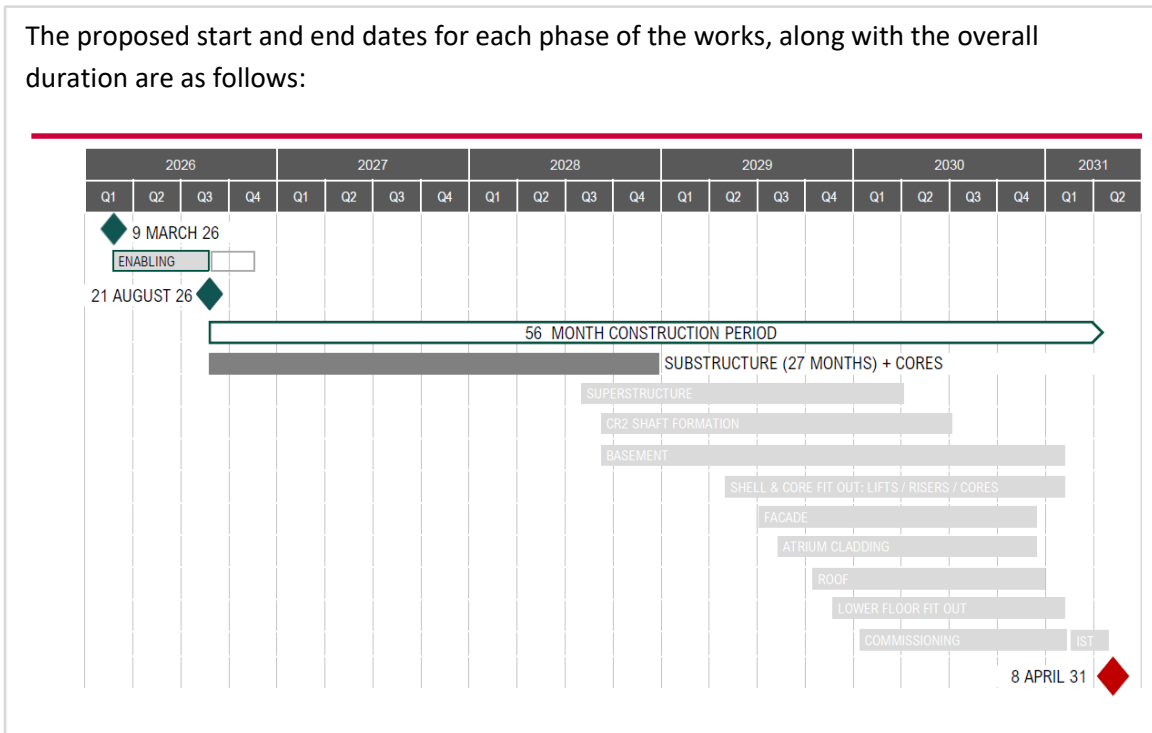 The proposed start and end dates for each phase of the works, along with the overall
duration are as follows:
2026 2027 2028 2029 2030 2031
Q1 Q2 Q3 Q4 Q1 Q2 Q3 Q4 Q1 Q2 Q3 Q4 Q1 Q2 Q3 Q4 Q1 Q2 Q3 Q4 Q1 Q2
9 MARCH 26
ENABLING
21 AUGUST 26
56 MONTH CONSTRUCTION PERIOD
SUBSTRUCTURE (27 MONTHS) + CORES
SUPERSTRUCTURE
CR2 SHAFT FORMATION
BASEMENT
SHELL & CORE FIT OUT: LIFTS / RISERS / CORES
FACADE
ATRIUM CLADDING
ROOF
LOWER FLOOR FIT OUT
COMMISSIONING IST
8 APRIL 31